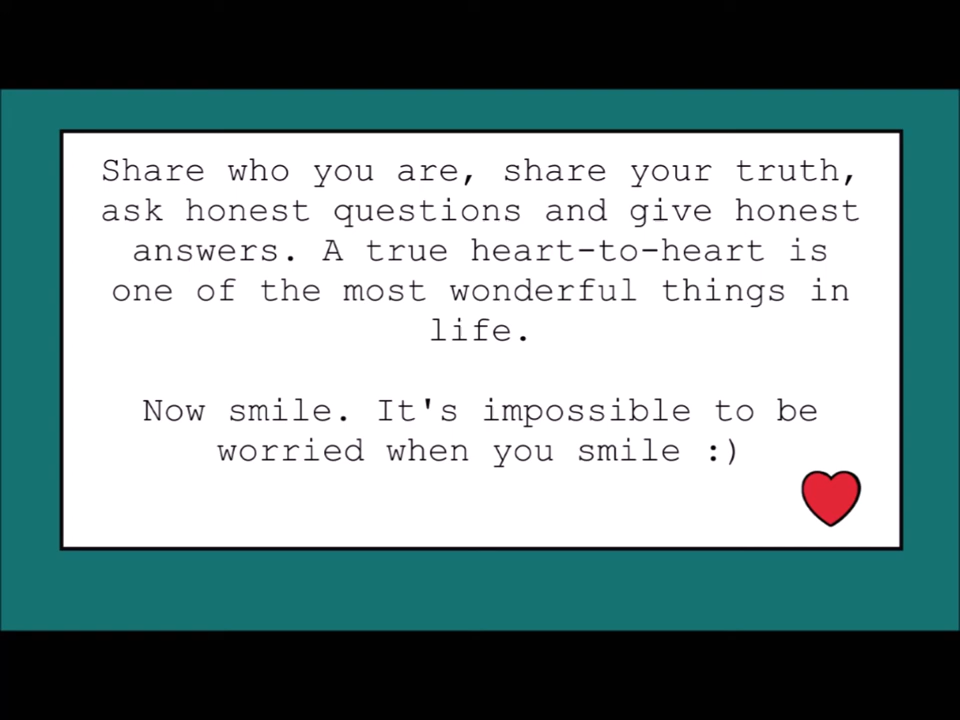 Share who you are, share your truth,
ask honest questions and give honest
answers. A true heart-to-heart is
one of the most wonderful things in
life.
Now smile. It's impossible to be
worried when you smile :)